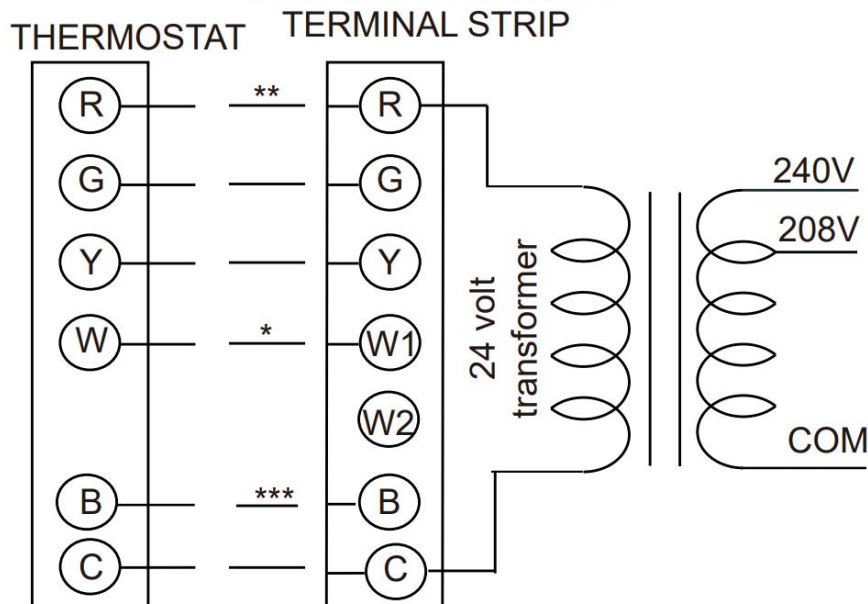 THERMOSTAT
TERMINAL STRIP
R ** R
G G
Y Y
W * W1
W2
B *** B
C C
24 volt
transformer
240V
208V
COM